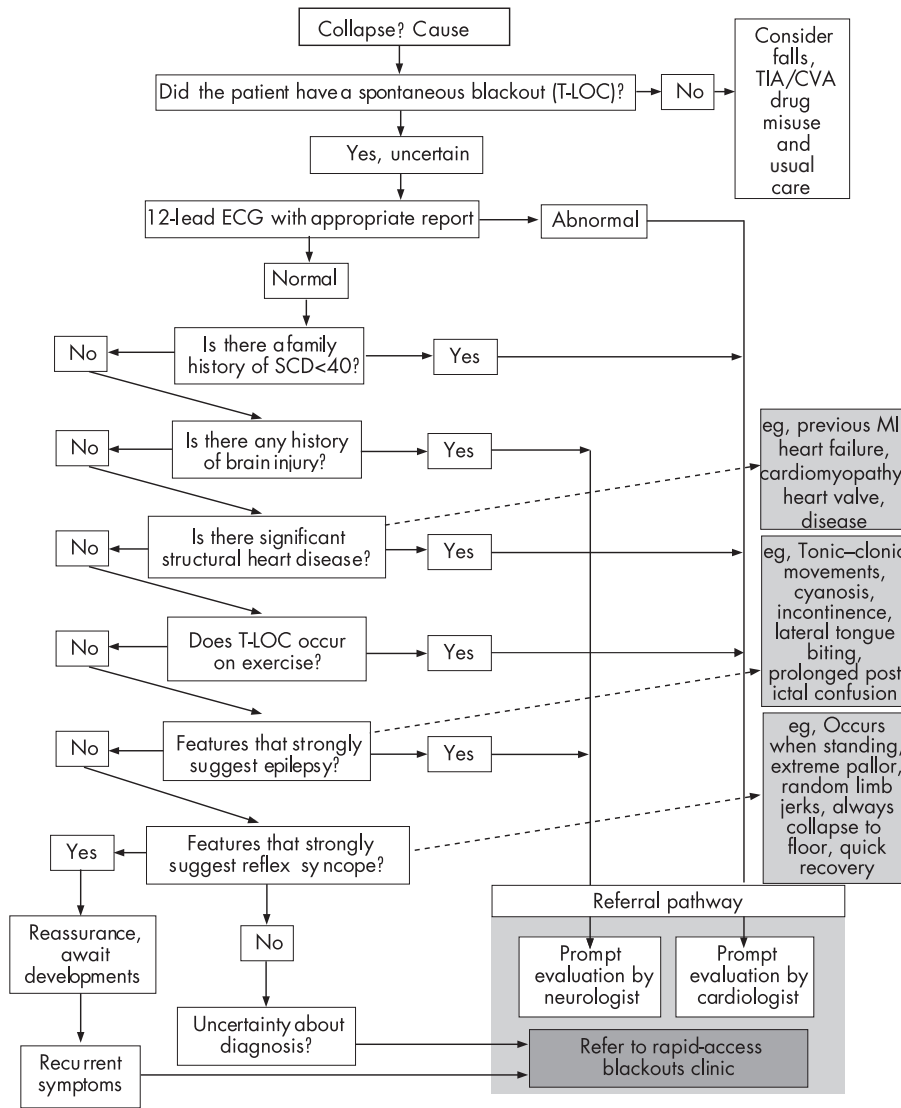 Collapse? Cause
Did the patient have a spontaneous blackout (T-LOC)?
No
Consider
falls,
TIA/CVA
drug
misuse
and
usual
care
Yes, uncertain
12-lead ECG with appropriate report
Abnormal
Normal
No
Is there afamily
history of SCD<40?
Yes
No
Is there any history
of brain injury?
Yes
eg, previous MI
heart failure,
cardiomyopathy
heart valve,
disease
No
Is there significant
structural heart disease?
Yes
eg, Tonic–clonic
movements,
cyanosis,
incontinence,
lateral tongue
biting,
prolonged post
ictal confusion
No
Does T-LOC occur
on exercise?
Yes
No
Features that strongly
suggest epilepsy?
Yes
eg, Occurs
when standing,
extreme pallor,
random limb
jerks, always
collapse to
floor, quick
recovery
Yes
Features that strongly
suggest reflex syncope?
Reassurance,
await
developments
No
Referral pathway
Prompt
evaluation by
neurologist
Prompt
evaluation by
cardiologist
Uncertainty about
diagnosis?
Refer to rapid-access
blackouts clinic
Recurrent
symptoms